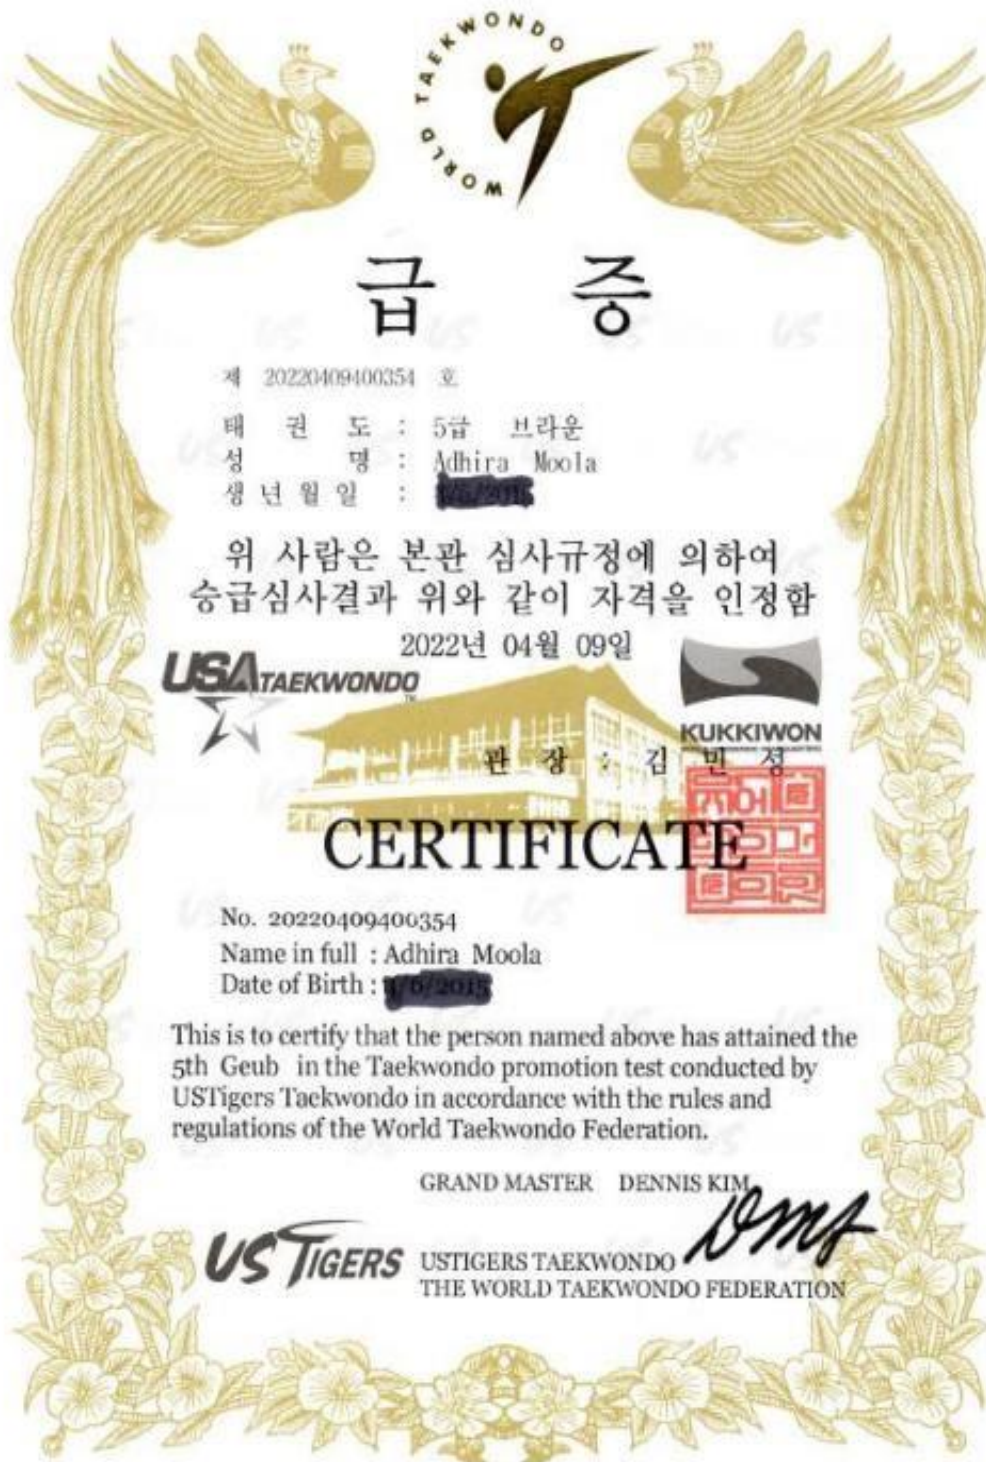 WORLD TAEKWONDO
급 증
제 20220409400354 호
태 권 도 : 5급 브라운
성 명 : Adhira Moola
생년월일 :
위 사람은 본관 심사규정에 의하여
승급심사결과 위와 같이 자격을 인정함
2022년 04월 09일
USA TAEKWONDO
KUKKIWON
관 장 : 김 민 성
CERTIFICATE
No. 20220409400354
Name in full : Adhira Moola
Date of Birth :
This is to certify that the person named above has attained the
5th Geub in the Taekwondo promotion test conducted by
USTigers Taekwondo in accordance with the rules and
regulations of the World Taekwondo Federation.
GRAND MASTER DENNIS KIM
US TIGERS
USTIGERS TAEKWONDO
THE WORLD TAEKWONDO FEDERATION